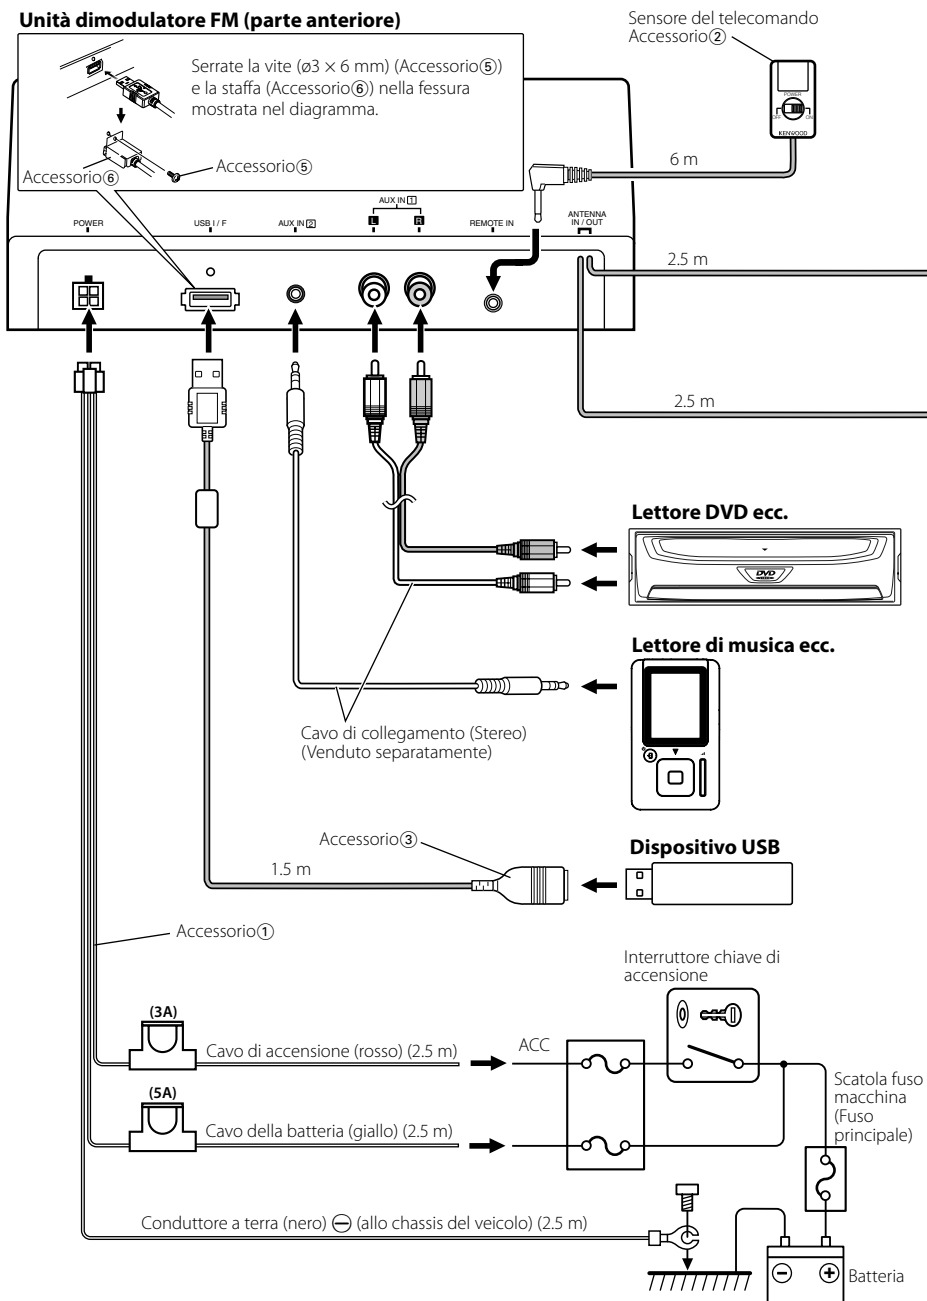 Unità dimodulatore FM (parte anteriore)
Serrate la vite (ø3 × 6 mm) (Accessorio⑤)
e la staffa (Accessorio⑥) nella fessura
mostrata nel diagramma.
Accessorio⑤
Accessorio⑥
Sensore del telecomando
Accessorio②
POWER
OFF
ON
KENWOOD
6 m
POWER
USB I / F
AUX IN 2
AUX IN 1
L
R
REMOTE IN
ANTENNA
IN / OUT
2.5 m
2.5 m
Lettore DVD ecc.
DVD
Lettore di musica ecc.
Cavo di collegamento (Stereo)
(Venduto separatamente)
Accessorio③
Dispositivo USB
1.5 m
Accessorio①
Interruttore chiave di
accensione
(3A)
Cavo di accensione (rosso) (2.5 m)
ACC
(5A)
Cavo della batteria (giallo) (2.5 m)
Scatola fuso
macchina
(Fuso
principale)
Conduttore a terra (nero) ⊖ (allo chassis del veicolo) (2.5 m)
⊖
⊕
Batteria